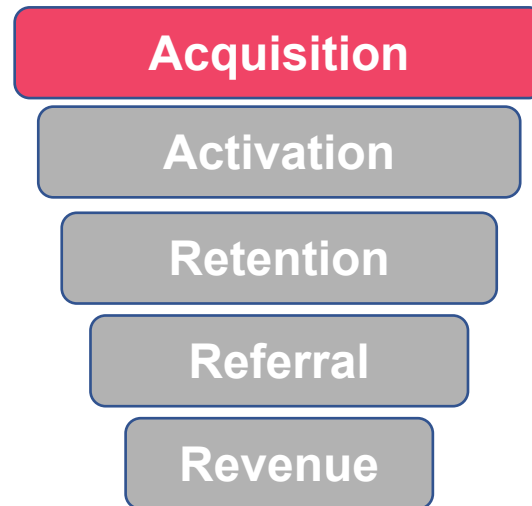 Acquisition
Activation
Retention
Referral
Revenue